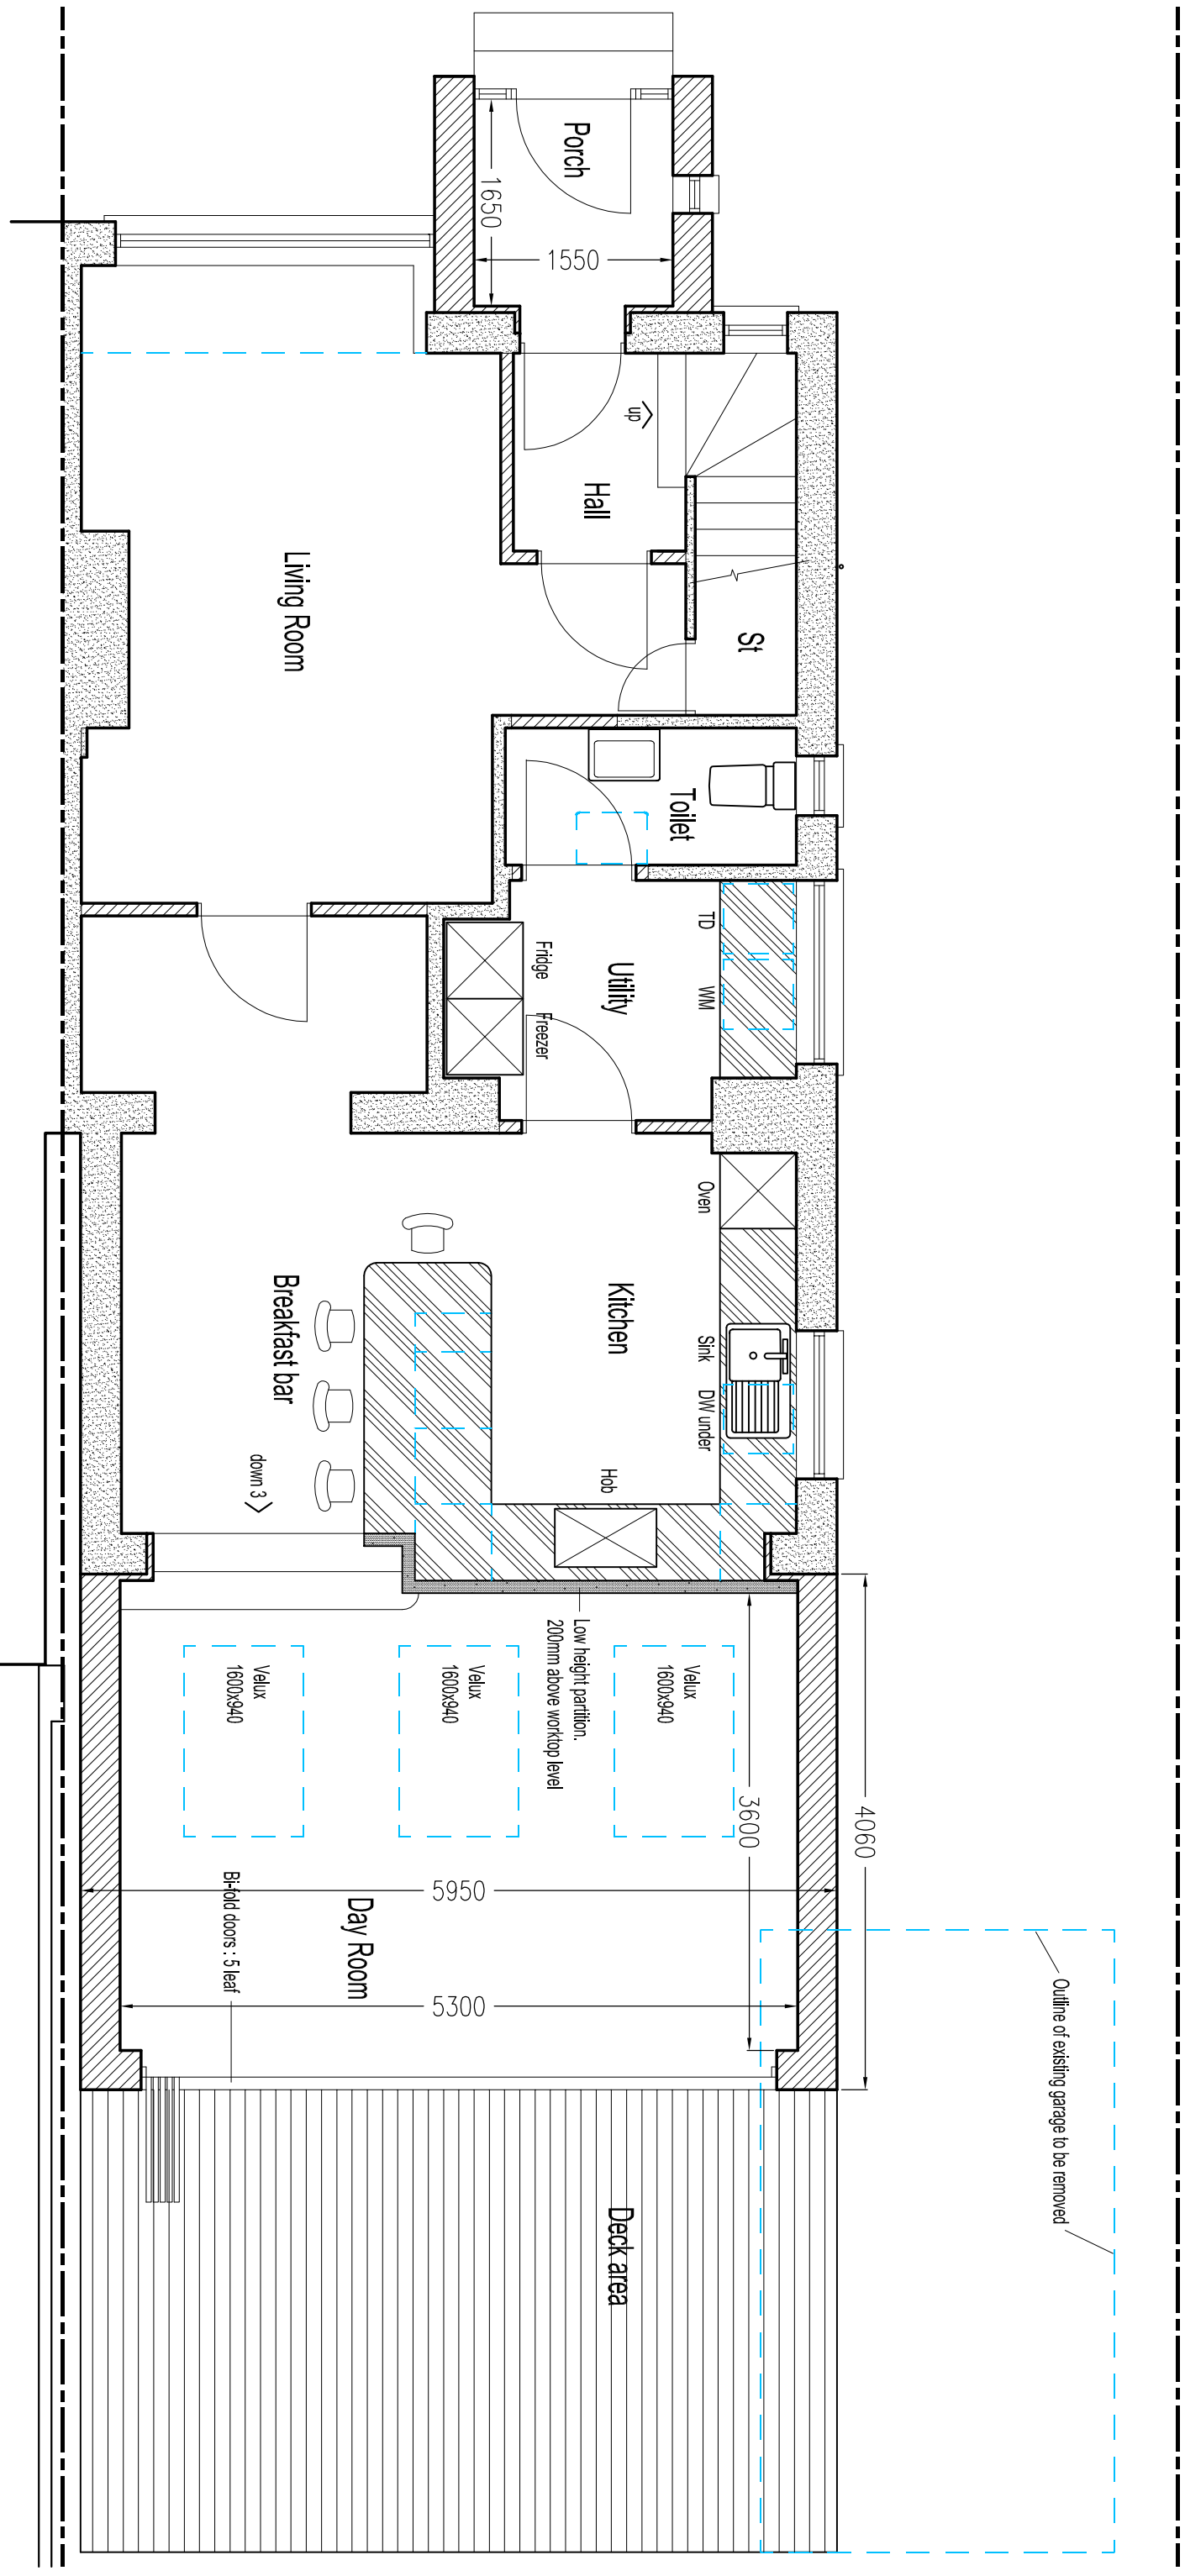 Porch
1650
1550
up
Hall
St
Living Room
Toilet
TD
WM
Utility
Fridge
Freezer
Oven
Sink
DW under
Kitchen
Hob
Breakfast bar
down 3
Low height partition.
200mm above worktop level
Velux
1600x940
Velux
1600x940
Velux
1600x940
3600
4060
5950
5300
Day Room
Bi-fold doors : 5 leaf
Outline of existing garage to be removed
Deck area